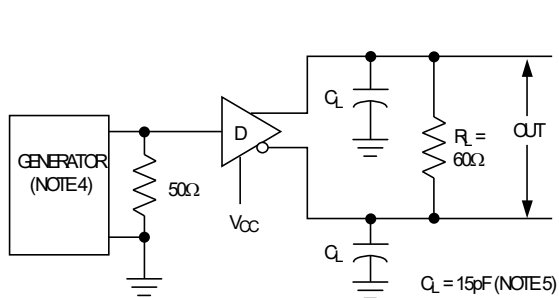 GENERATOR
(NOTE 4)
50Ω
D
VCC
CL
CL
RL =
60Ω
OUT
CL = 15pF (NOTE 5)